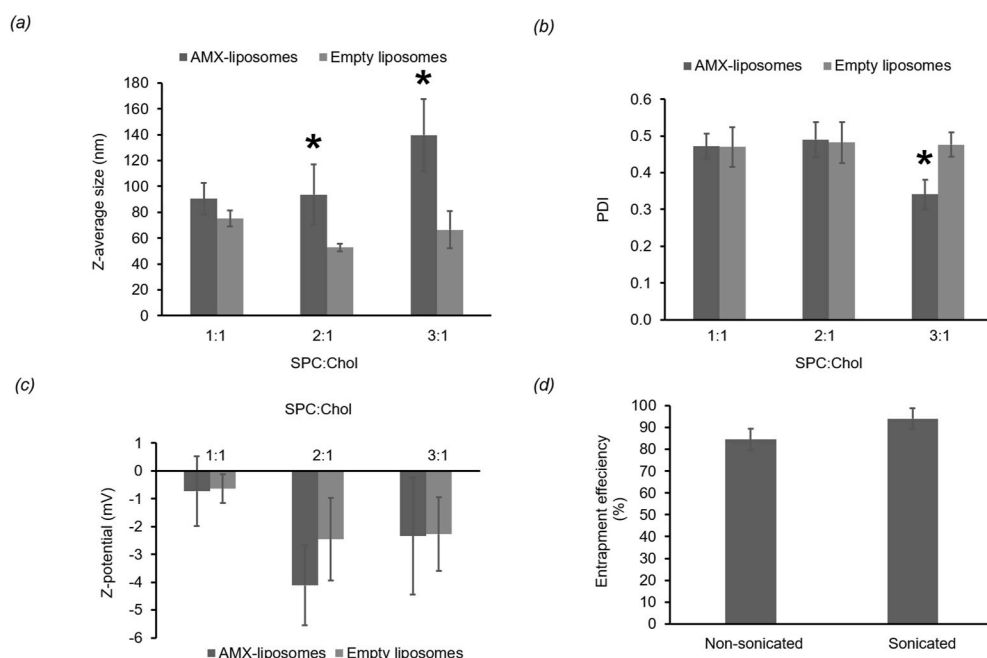 (a)
AMX-liposomes Empty liposomes
*
*
Z-average size (nm)
180
160
140
120
100
80
60
40
20
0
1:1 2:1 3:1
SPC:Chol
(b)
AMX-liposomes Empty liposomes
*
PDI
0.6
0.5
0.4
0.3
0.2
0.1
0.0
1:1 2:1 3:1
SPC:Chol
(c)
SPC:Chol
1:1 2:1 3:1
Z-potential (mV)
1
0
-1
-2
-3
-4
-5
-6
AMX-liposomes Empty liposomes
(d)
Entrapment effeciency
(%)
100
90
80
70
60
50
40
30
20
10
0
Non-sonicated Sonicated